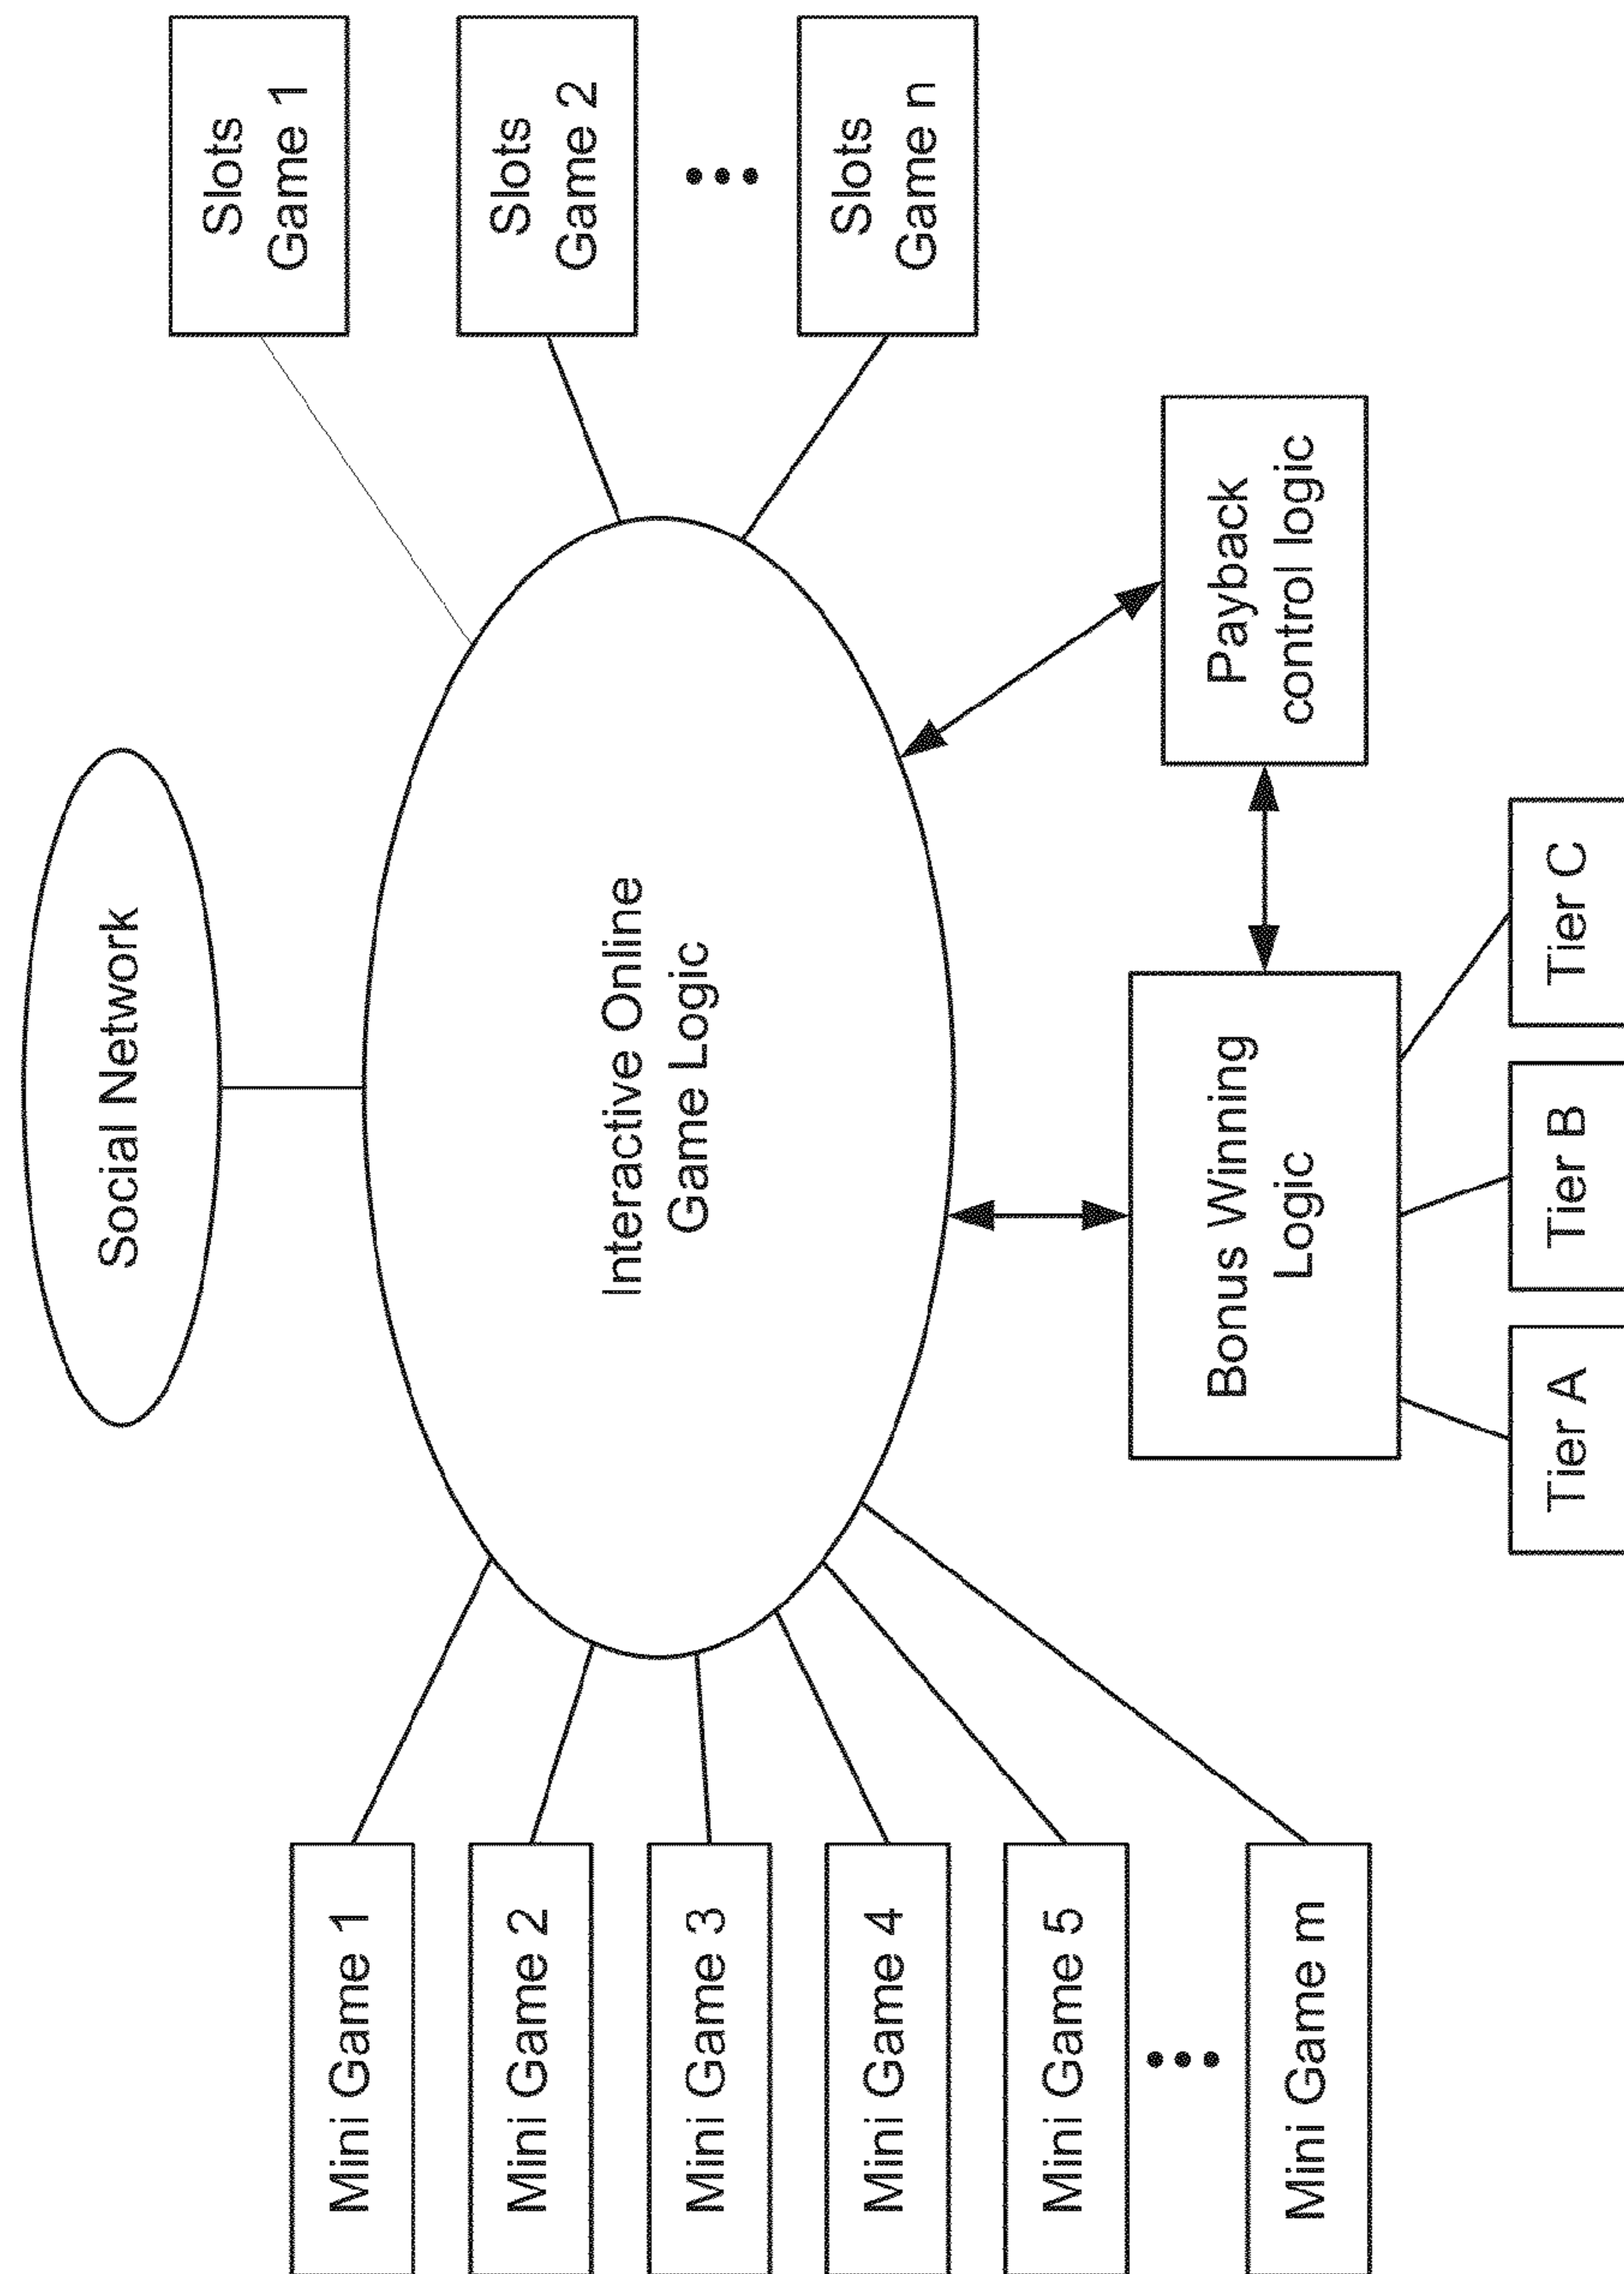 Social Network
Interactive Online
Game Logic
Mini Game 1
Mini Game 2
Mini Game 3
Mini Game 4
Mini Game 5
Mini Game m
Slots
Game 1
Slots
Game 2
Slots
Game n
Bonus Winning
Logic
Payback
control logic
Tier A
Tier B
Tier C